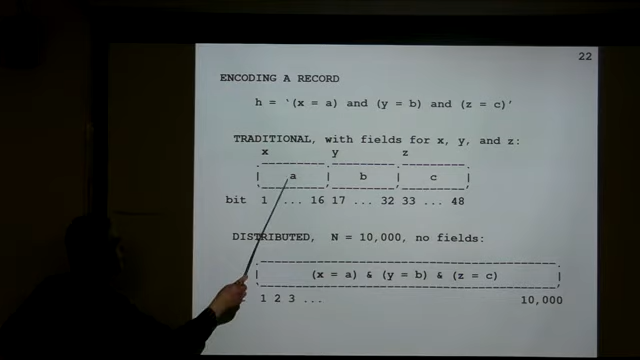 22
ENCODING A RECORD
h = ‘(x = a) and (y = b) and (z = c)’
TRADITIONAL, with fields for x, y, and z:
x y z
a | b | c
bit 1 ... 16 17 ... 32 33 ... 48
DISTRIBUTED, N = 10,000, no fields:
(x = a) & (y = b) & (z = c)
1 2 3 ... 10,000